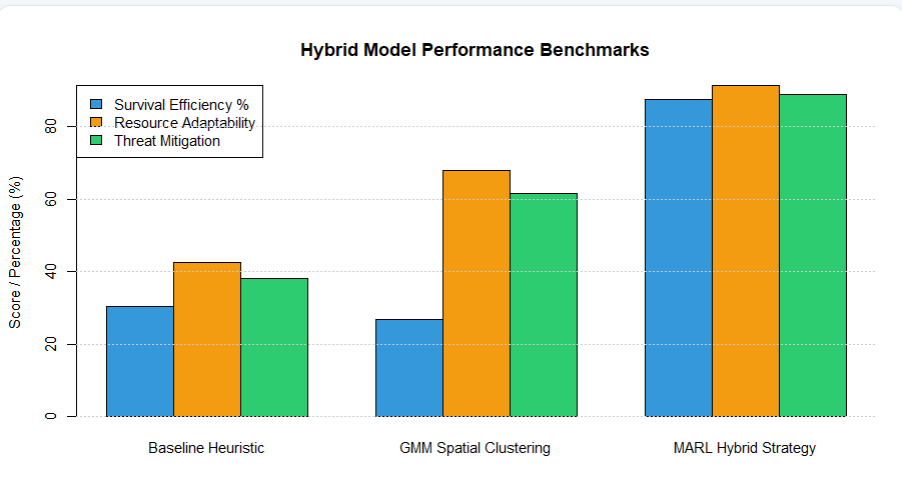 Hybrid Model Performance Benchmarks
Survival Efficiency %
Resource Adaptability
Threat Mitigation
Score / Percentage (%)
80
60
40
20
0
Baseline Heuristic
GMM Spatial Clustering
MARL Hybrid Strategy